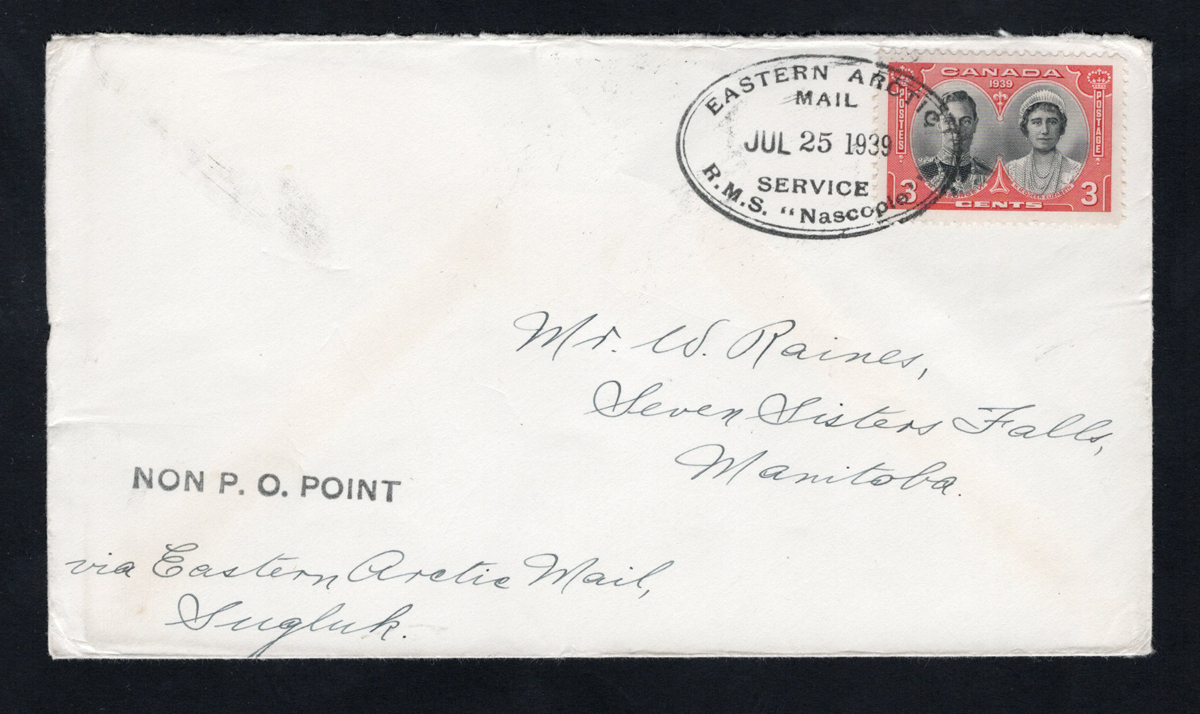 EASTERN ARCTIC
MAIL
JUL 25 1939
SERVICE
R.M.S. "Nascopie"
CANADA
1939
POSTES
POSTAGE
3 CENTS 3
Mr. W. Raines,
Seven Sisters Falls,
Manitoba.
NON P. O. POINT
via Eastern Arctic Mail,
Sugluk.